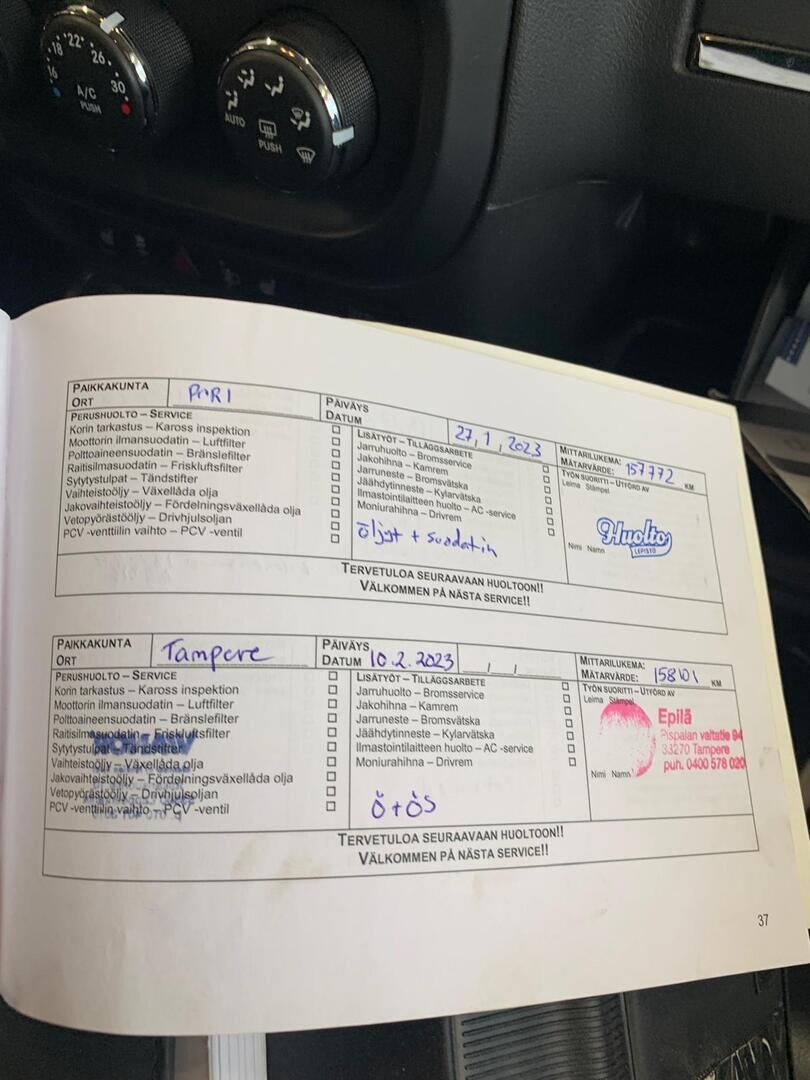 18 22° 26
16 30
A/C
PUSH
AUTO
PUSH
PAIKKAKUNTA
ORT
PORI
PÄIVÄYS
DATUM
27, 1, 2023
MITTARILUKEMA:
MÄTARVÄRDE: 157772 KM
PERUSHUOLTO – SERVICE
Korin tarkastus – Kaross inspektion
Moottorin ilmansuodatin – Luftfilter
Polttoaineensuodatin – Bränslefilter
Raitisilmasuodatin – Friskluftsfilter
Sytytystulpat – Tändstifter
Vaihteistoöljy – Växellåda olja
Jakovaihteistoöljy – Fördelningsväxellåda olja
Vetopyörästööljy – Drivhjulsoljan
PCV -venttiilin vaihto – PCV -ventil
LISÄTYÖT – TILLÄGGSARBETE
Jarruhuolto – Bromsservice
Jakohihna – Kamrem
Jarruneste – Bromsvätska
Jäähdytinneste – Kylarvätska
Ilmastointilaitteen huolto – AC -service
Moniurahihna – Drivrem
öljyt + suodatin
TYÖN SUORITTI – UTFÖRD AV
Leima Stämpel
Huolto
LEPISTÖ
Nimi Namn
TERVETULOA SEURAAVAAN HUOLTOON!!
VÄLKOMMEN PÅ NÄSTA SERVICE!!
PAIKKAKUNTA
ORT
Tampere
PÄIVÄYS
DATUM 10.2.2023
MITTARILUKEMA:
MÄTARVÄRDE: 158101 KM
PERUSHUOLTO – SERVICE
Korin tarkastus – Kaross inspektion
Moottorin ilmansuodatin – Luftfilter
Polttoaineensuodatin – Bränslefilter
Raitisilmasuodatin – Friskluftsfilter
Sytytystulpat – Tändstifter
Vaihteistoöljy – Växellåda olja
Jakovaihteistoöljy – Fördelningsväxellåda olja
Vetopyörästööljy – Drivhjulsoljan
PCV -venttiilin vaihto – PCV -ventil
LISÄTYÖT – TILLÄGGSARBETE
Jarruhuolto – Bromsservice
Jakohihna – Kamrem
Jarruneste – Bromsvätska
Jäähdytinneste – Kylarvätska
Ilmastointilaitteen huolto – AC -service
Moniurahihna – Drivrem
Ö + ÖS
TYÖN SUORITTI – UTFÖRD AV
Leima Stämpel
Epilä
Pispalan valtatie 94
33270 Tampere
puh. 0400 578 020
Nimi Namn
TERVETULOA SEURAAVAAN HUOLTOON!!
VÄLKOMMEN PÅ NÄSTA SERVICE!!
37